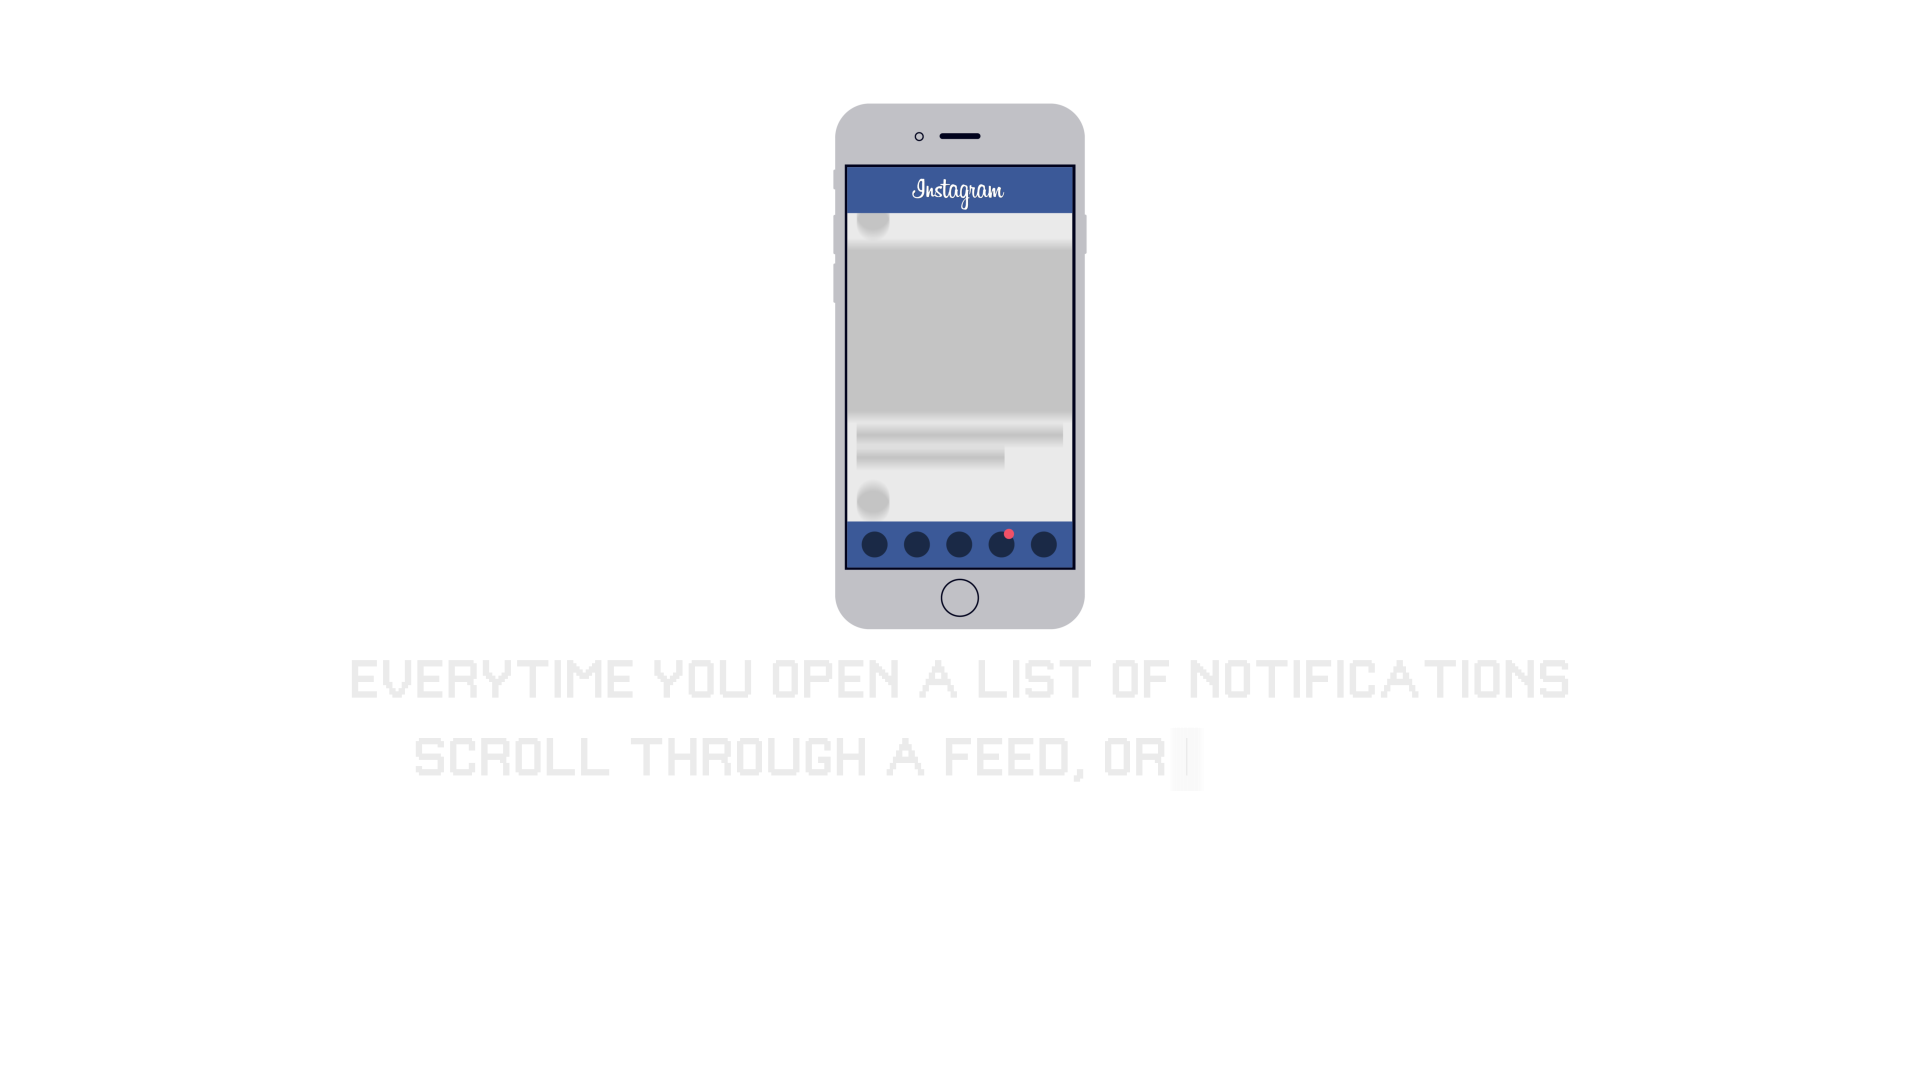 Instagram
EVERYTIME YOU OPEN A LIST OF NOTIFICATIONS
SCROLL THROUGH A FEED, OR